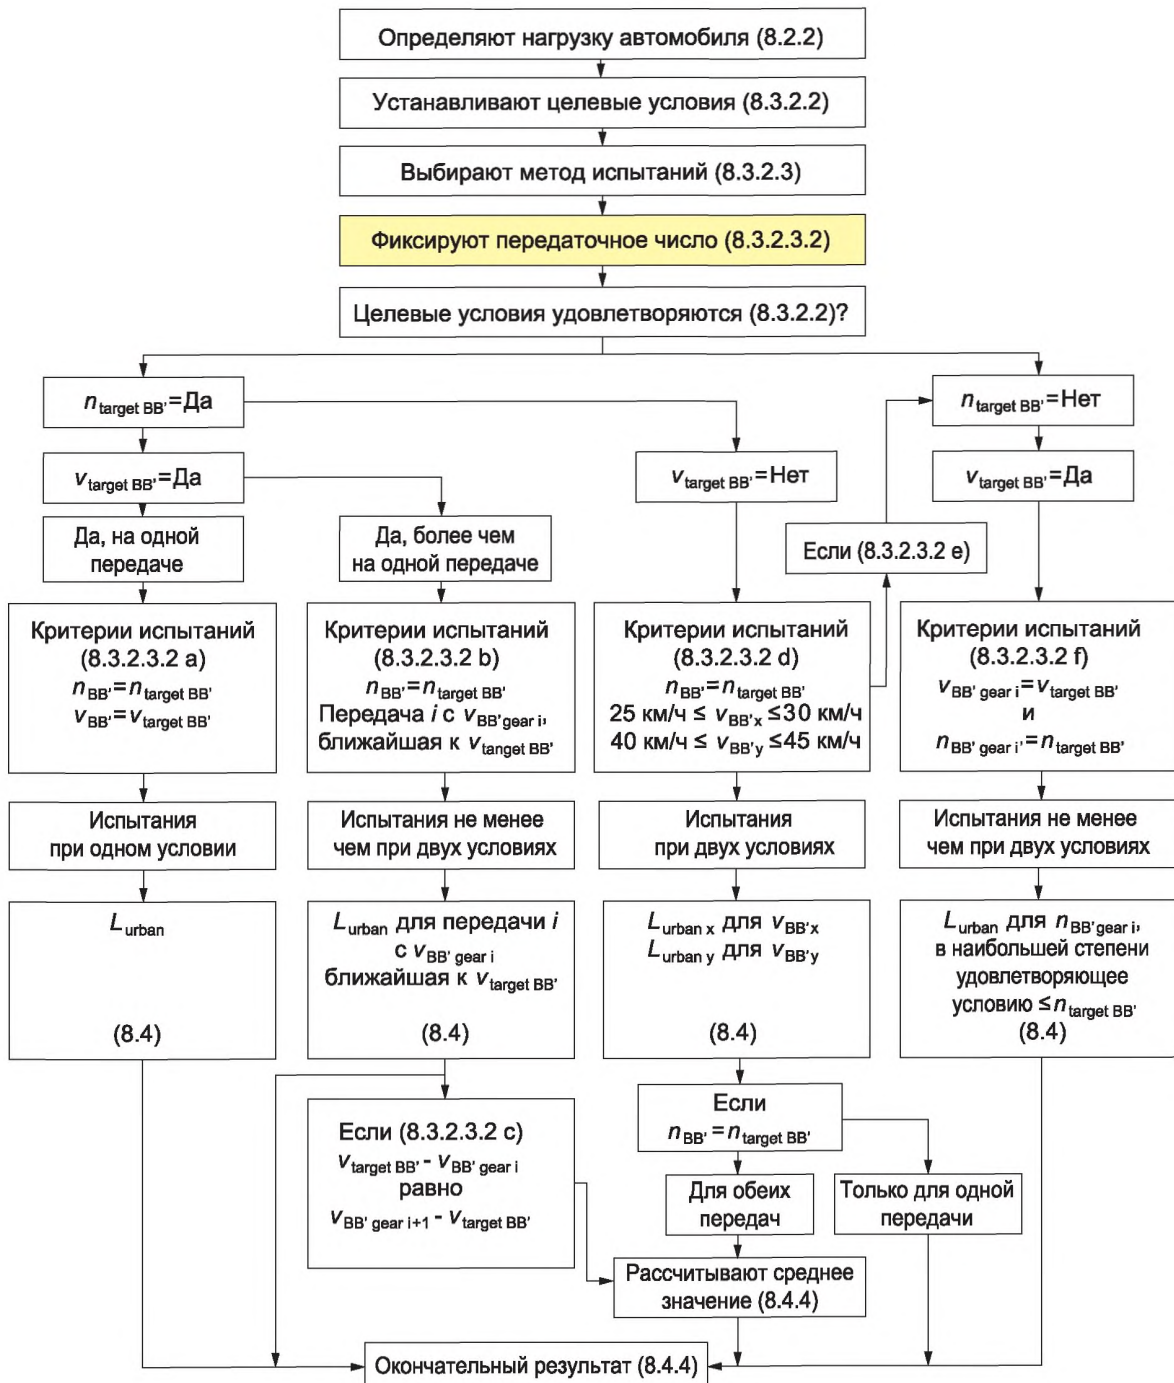 Определяют нагрузку автомобиля (8.2.2)
Устанавливают целевые условия (8.3.2.2)
Выбирают метод испытаний (8.3.2.3)
Фиксируют передаточное число (8.3.2.3.2)
Целевые условия удовлетворяются (8.3.2.2)?
n target BB' = Да
n target BB' = Нет
v target BB' = Да
v target BB' = Нет
v target BB' = Да
Да, на одной
передаче
Да, более чем
на одной передаче
Если (8.3.2.3.2 e)
Критерии испытаний
(8.3.2.3.2 a)
n BB' = n target BB'
v BB' = v target BB'
Критерии испытаний
(8.3.2.3.2 b)
n BB' = n target BB'
Передача i с v BB' gear i,
ближайшая к v tanget BB'
Критерии испытаний
(8.3.2.3.2 d)
n BB' = n target BB'
25 км/ч ≤ v BB'x ≤30 км/ч
40 км/ч ≤ v BB'y ≤45 км/ч
Критерии испытаний
(8.3.2.3.2 f)
v BB' gear i = v target BB'
и
n BB' gear i' = n target BB'
Испытания
при одном условии
Испытания не менее
чем при двух условиях
Испытания
при двух условиях
Испытания не менее
чем при двух условиях
L urban
(8.4)
L urban для передачи i
с v BB' gear i
ближайшая к v target BB'
(8.4)
L urban x для v BB'x
L urban y для v BB'y
(8.4)
L urban для n BB' gear i,
в наибольшей степени
удовлетворяющее
условию ≤ n target BB'
(8.4)
Если (8.3.2.3.2 c)
v target BB' - v BB' gear i
равно
v BB' gear i+1 - v target BB'
Если
n BB' = n target BB'
Для обеих
передач
Только для одной
передачи
Рассчитывают среднее
значение (8.4.4)
Окончательный результат (8.4.4)